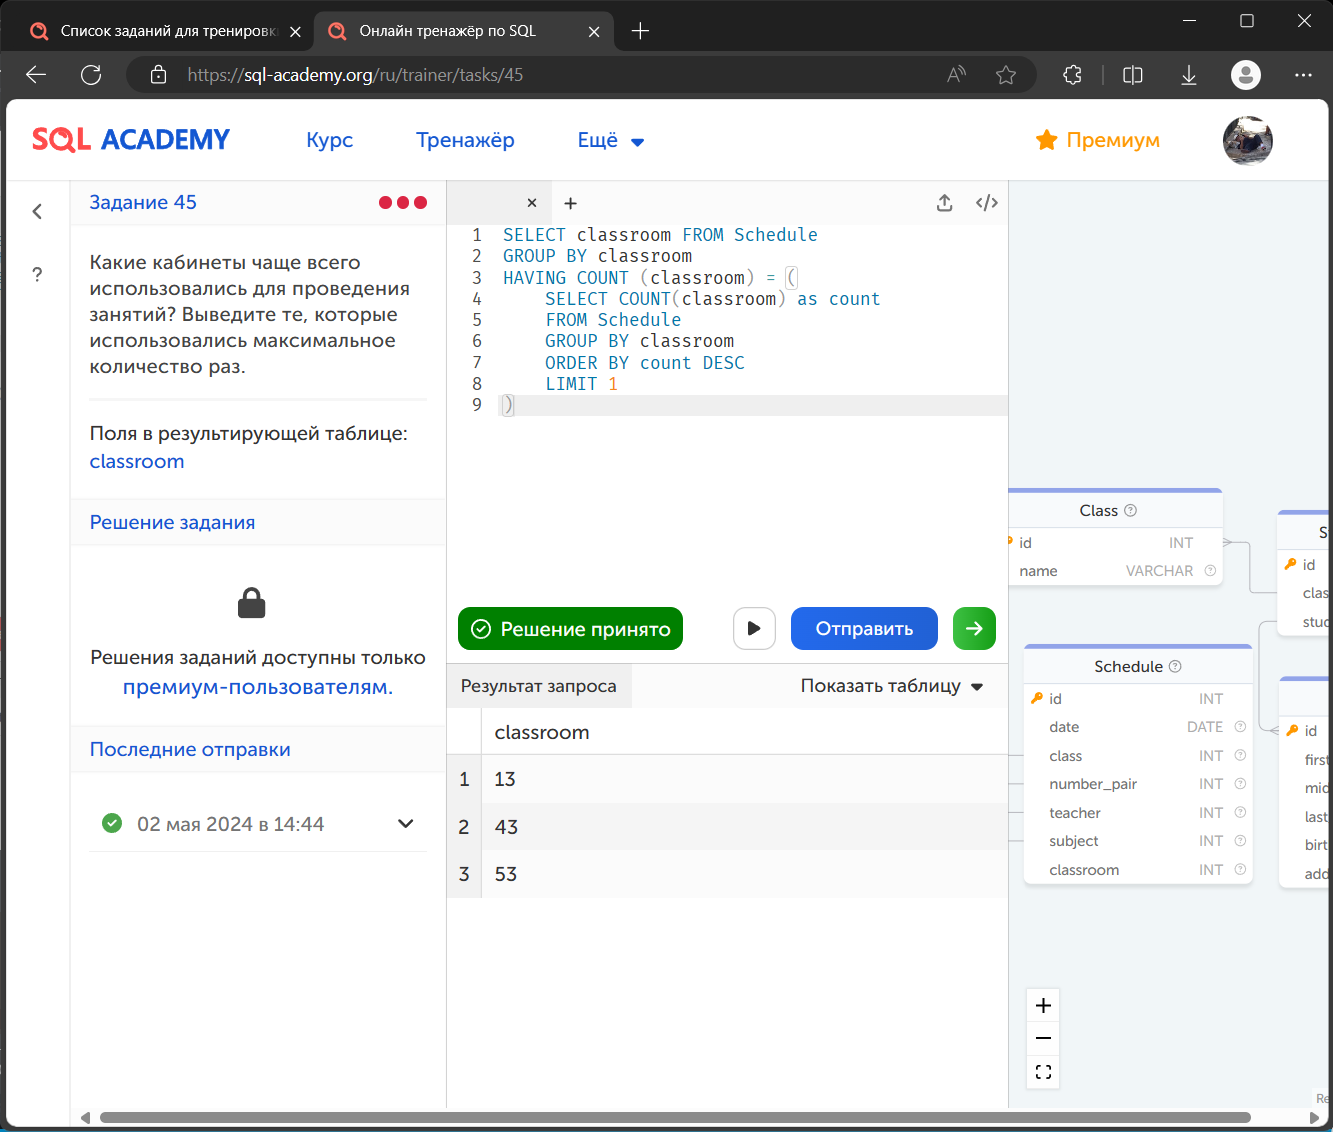 Список заданий для тренировк
Онлайн тренажёр по SQL
https://sql-academy.org/ru/trainer/tasks/45
SQL ACADEMY
Курс
Тренажёр
Ещё
Премиум
Задание 45
Какие кабинеты чаще всего
использовались для проведения
занятий? Выведите те, которые
использовались максимальное
количество раз.
Поля в результирующей таблице:
classroom
Решение задания
Решения заданий доступны только
премиум-пользователям.
Последние отправки
02 мая 2024 в 14:44
1 SELECT classroom FROM Schedule
2 GROUP BY classroom
3 HAVING COUNT (classroom) = (
4 SELECT COUNT(classroom) as count
5 FROM Schedule
6 GROUP BY classroom
7 ORDER BY count DESC
8 LIMIT 1
9 )
Решение принято
Отправить
Результат запроса
Показать таблицу
classroom
1 13
2 43
3 53
Class
id INT
name VARCHAR
Schedule
id INT
date DATE
class INT
number_pair INT
teacher INT
subject INT
classroom INT
S
id
clas
stud
id
first
mid
last
birt
add
Re